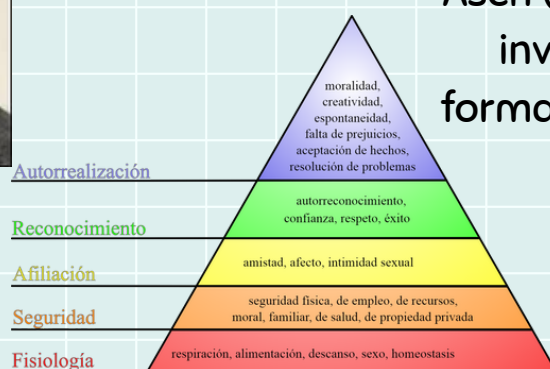 inv
forma
moralidad,
creatividad,
espontaneidad,
falta de prejuicios,
aceptación de hechos,
resolución de problemas
Autorrealización
autorreconocimiento,
confianza, respeto, éxito
Reconocimiento
amistad, afecto, intimidad sexual
Afiliación
seguridad física, de empleo, de recursos,
moral, familiar, de salud, de propiedad privada
Seguridad
respiración, alimentación, descanso, sexo, homeostasis
Fisiología